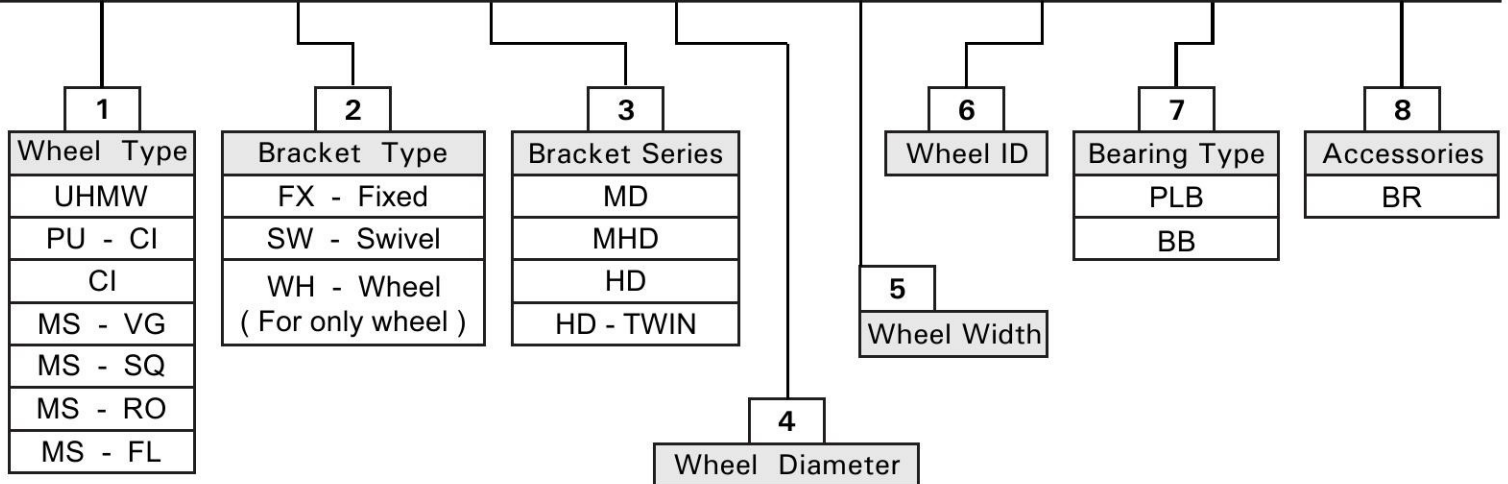 1
Wheel Type
UHMW
PU - CI
CI
MS - VG
MS - SQ
MS - RO
MS - FL
2
Bracket Type
FX - Fixed
SW - Swivel
WH - Wheel
( For only wheel )
3
Bracket Series
MD
MHD
HD
HD - TWIN
4
Wheel Diameter
5
Wheel Width
6
Wheel ID
7
Bearing Type
PLB
BB
8
Accessories
BR